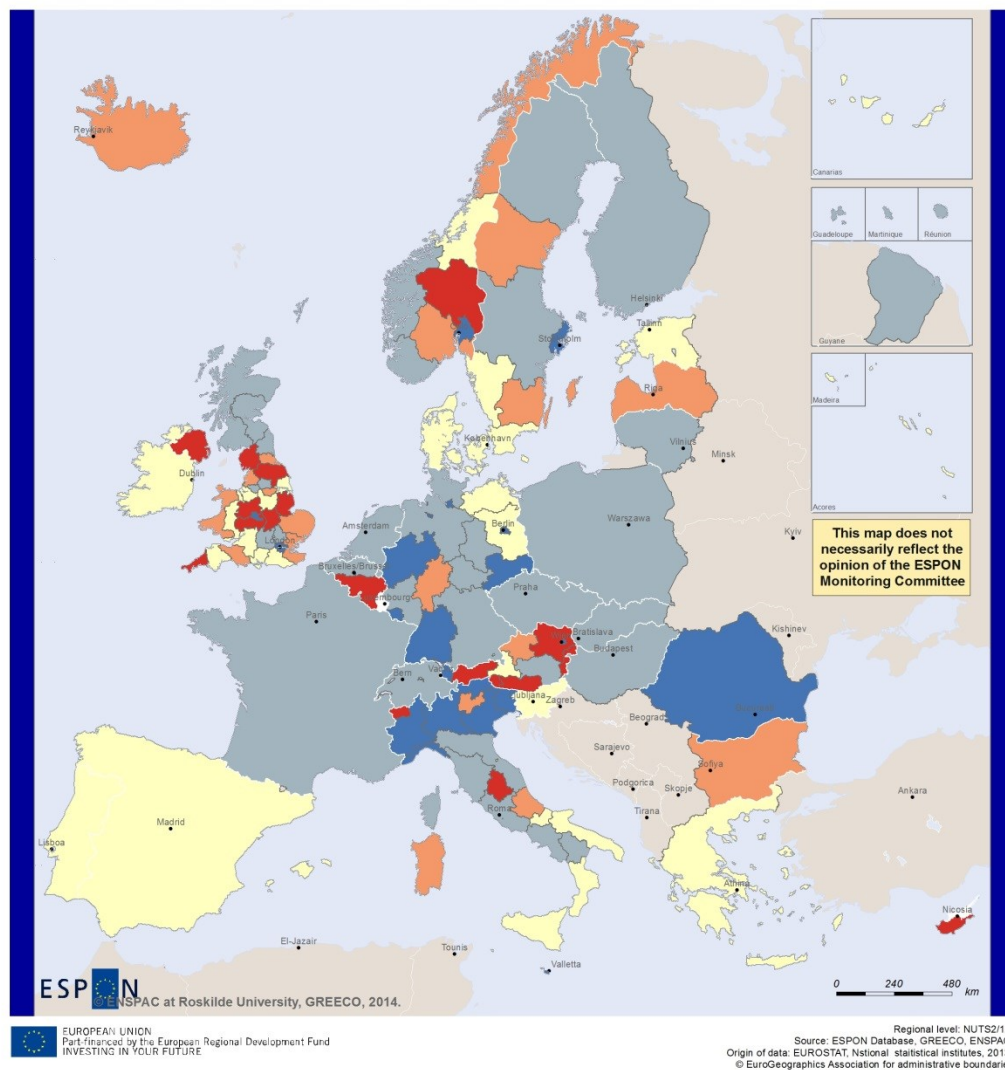 Reykjavík
Canarias
Guadeloupe
Martinique
Réunion
Helsinki
Tallinn
Guyane
Stockholm
Riga
Madeira
København
Vilnius
Minsk
Dublin
Acores
Berlin
Amsterdam
Warszawa
London
Kyiv
This map does not
necessarily reflect the
opinion of the ESPON
Monitoring Committee
Bruxelles/Brussel
Praha
Paris
Kishinev
Bratislava
Budapest
Bern
Ljubljana
Zagreb
Beograd
Sarajevo
Sofiya
Podgorica
Skopje
Roma
Tirana
Ankara
Madrid
Lisboa
Athina
Nicosia
El-Jazair
Tounis
Valletta
ESPON
© ENSPAC at Roskilde University, GREECO, 2014.
0 240 480
km
EUROPEAN UNION
Part-financed by the European Regional Development Fund
INVESTING IN YOUR FUTURE
Regional level: NUTS2/1
Source: ESPON Database, GREECO, ENSPAC
Origin of data: EUROSTAT, Nstional statistical institutes, 201
© EuroGeographics Association for administrative boundarie